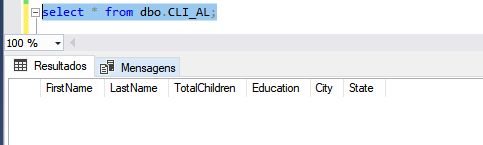 select * from dbo.CLI_AL;
100 %
Resultados Mensagens
FirstName LastName TotalChildren Education City State